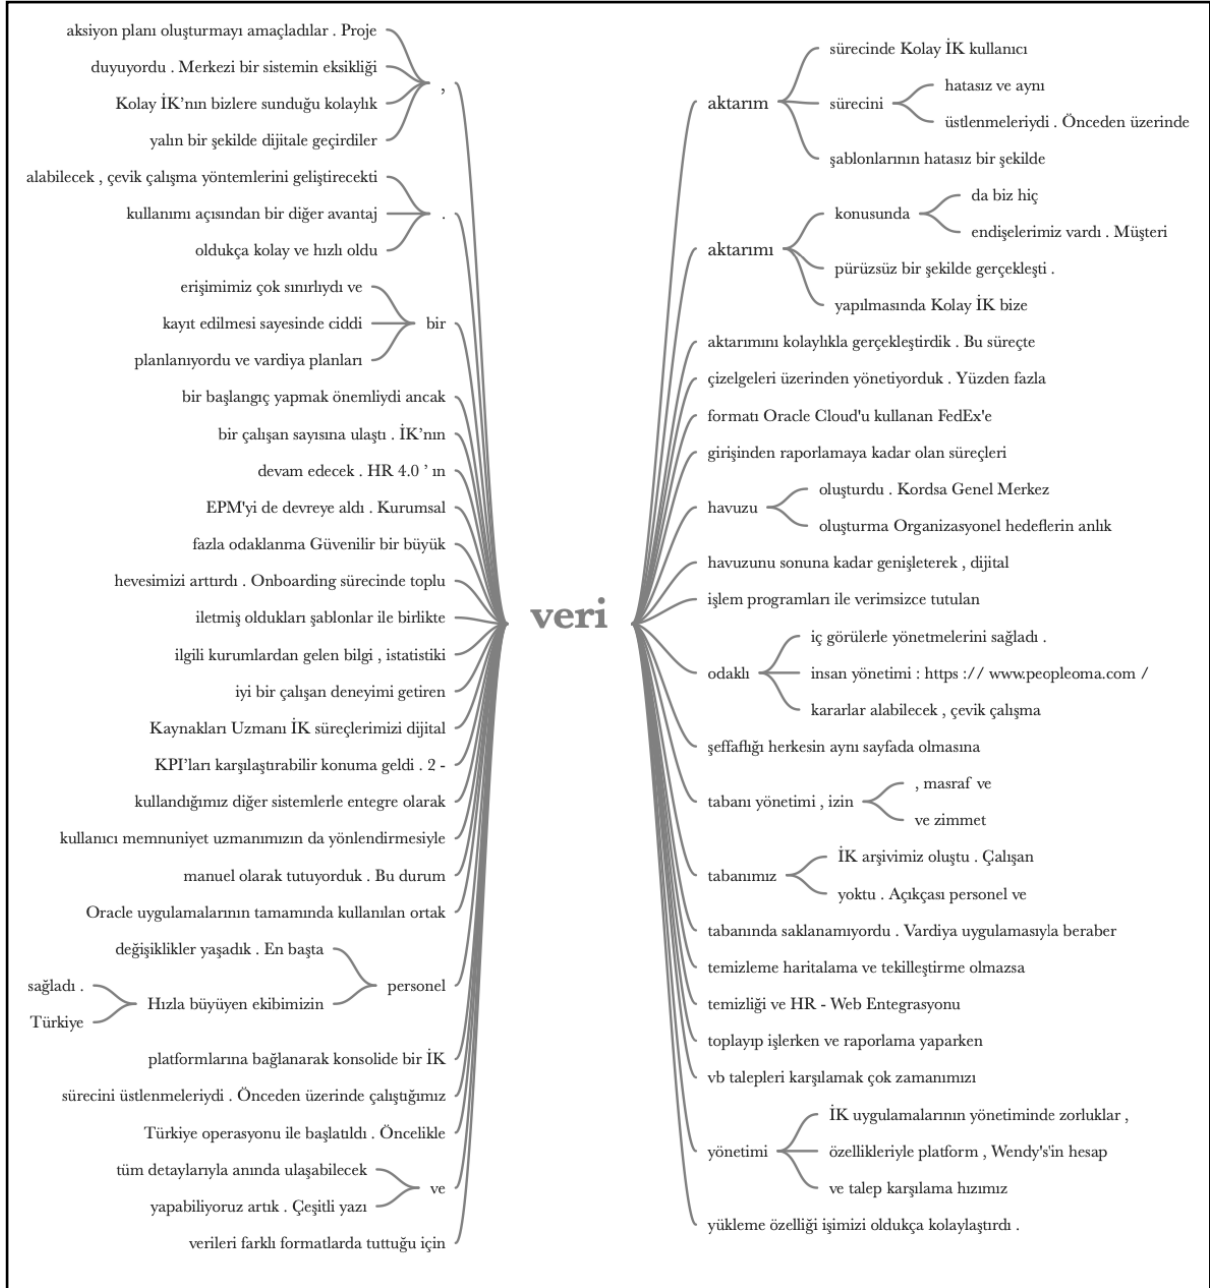 aksiyon planı oluşturmayı amaçladılar . Proje
duyuyordu . Merkezi bir sistemin eksikliği
Kolay İK’nın bizlere sunduğu kolaylık
yalın bir şekilde dijitale geçirdiler
,
alabilecek , çevik çalışma yöntemlerini geliştirecekti
kullanımı açısından bir diğer avantaj
oldukça kolay ve hızlı oldu
.
erişimimiz çok sınırlıydı ve
kayıt edilmesi sayesinde ciddi
planlanıyordu ve vardiya planları
bir
bir başlangıç yapmak önemliydi ancak
bir çalışan sayısına ulaştı . İK’nın
devam edecek . HR 4.0 ’ ın
EPM'yi de devreye aldı . Kurumsal
fazla odaklanma Güvenilir bir büyük
hevesimizi arttırdı . Onboarding sürecinde toplu
iletmiş oldukları şablonlar ile birlikte
ilgili kurumlardan gelen bilgi , istatistiki
iyi bir çalışan deneyimi getiren
Kaynakları Uzmanı İK süreçlerimizi dijital
KPI’ları karşılaştırabilir konuma geldi . 2 -
kullandığımız diğer sistemlerle entegre olarak
kullanıcı memnuniyet uzmanımızın da yönlendirmesiyle
manuel olarak tutuyorduk . Bu durum
Oracle uygulamalarının tamamında kullanılan ortak
değişiklikler yaşadık . En başta
sağladı .
Türkiye
Hızla büyüyen ekibimizin
personel
platformlarına bağlanarak konsolide bir İK
sürecini üstlenmeleriydi . Önceden üzerinde çalıştığımız
Türkiye operasyonu ile başlatıldı . Öncelikle
tüm detaylarıyla anında ulaşabilecek
yapabiliyoruz artık . Çeşitli yazı
ve
verileri farklı formatlarda tuttuğu için
veri
aktarım
sürecinde Kolay İK kullanıcı
sürecini
hatasız ve aynı
üstlenmeleriydi . Önceden üzerinde
şablonlarının hatasız bir şekilde
aktarımı
konusunda
da biz hiç
endişelerimiz vardı . Müşteri
pürüzsüz bir şekilde gerçekleşti .
yapılmasında Kolay İK bize
aktarımını kolaylıkla gerçekleştirdik . Bu süreçte
çizelgeleri üzerinden yönetiyorduk . Yüzden fazla
formatı Oracle Cloud'u kullanan FedEx'e
girişinden raporlamaya kadar olan süreçleri
havuzu
oluşturdu . Kordsa Genel Merkez
oluşturma Organizasyonel hedeflerin anlık
havuzunu sonuna kadar genişleterek , dijital
işlem programları ile verimsizce tutulan
odaklı
iç görülerle yönetmelerini sağladı .
insan yönetimi : https :// www.peopleoma.com /
kararlar alabilecek , çevik çalışma
şeffaflığı herkesin aynı sayfada olmasına
tabanı yönetimi , izin
, masraf ve
ve zimmet
tabanımız
İK arşivimiz oluştu . Çalışan
yoktu . Açıkçası personel ve
tabanında saklanamıyordu . Vardiya uygulamasıyla beraber
temizleme haritalama ve tekilleştirme olmazsa
temizliği ve HR - Web Entegrasyonu
toplayıp işlerken ve raporlama yaparken
vb talepleri karşılamak çok zamanımızı
yönetimi
İK uygulamalarının yönetiminde zorluklar ,
özellikleriyle platform , Wendy's'in hesap
ve talep karşılama hızımız
yükleme özelliği işimizi oldukça kolaylaştırdı .